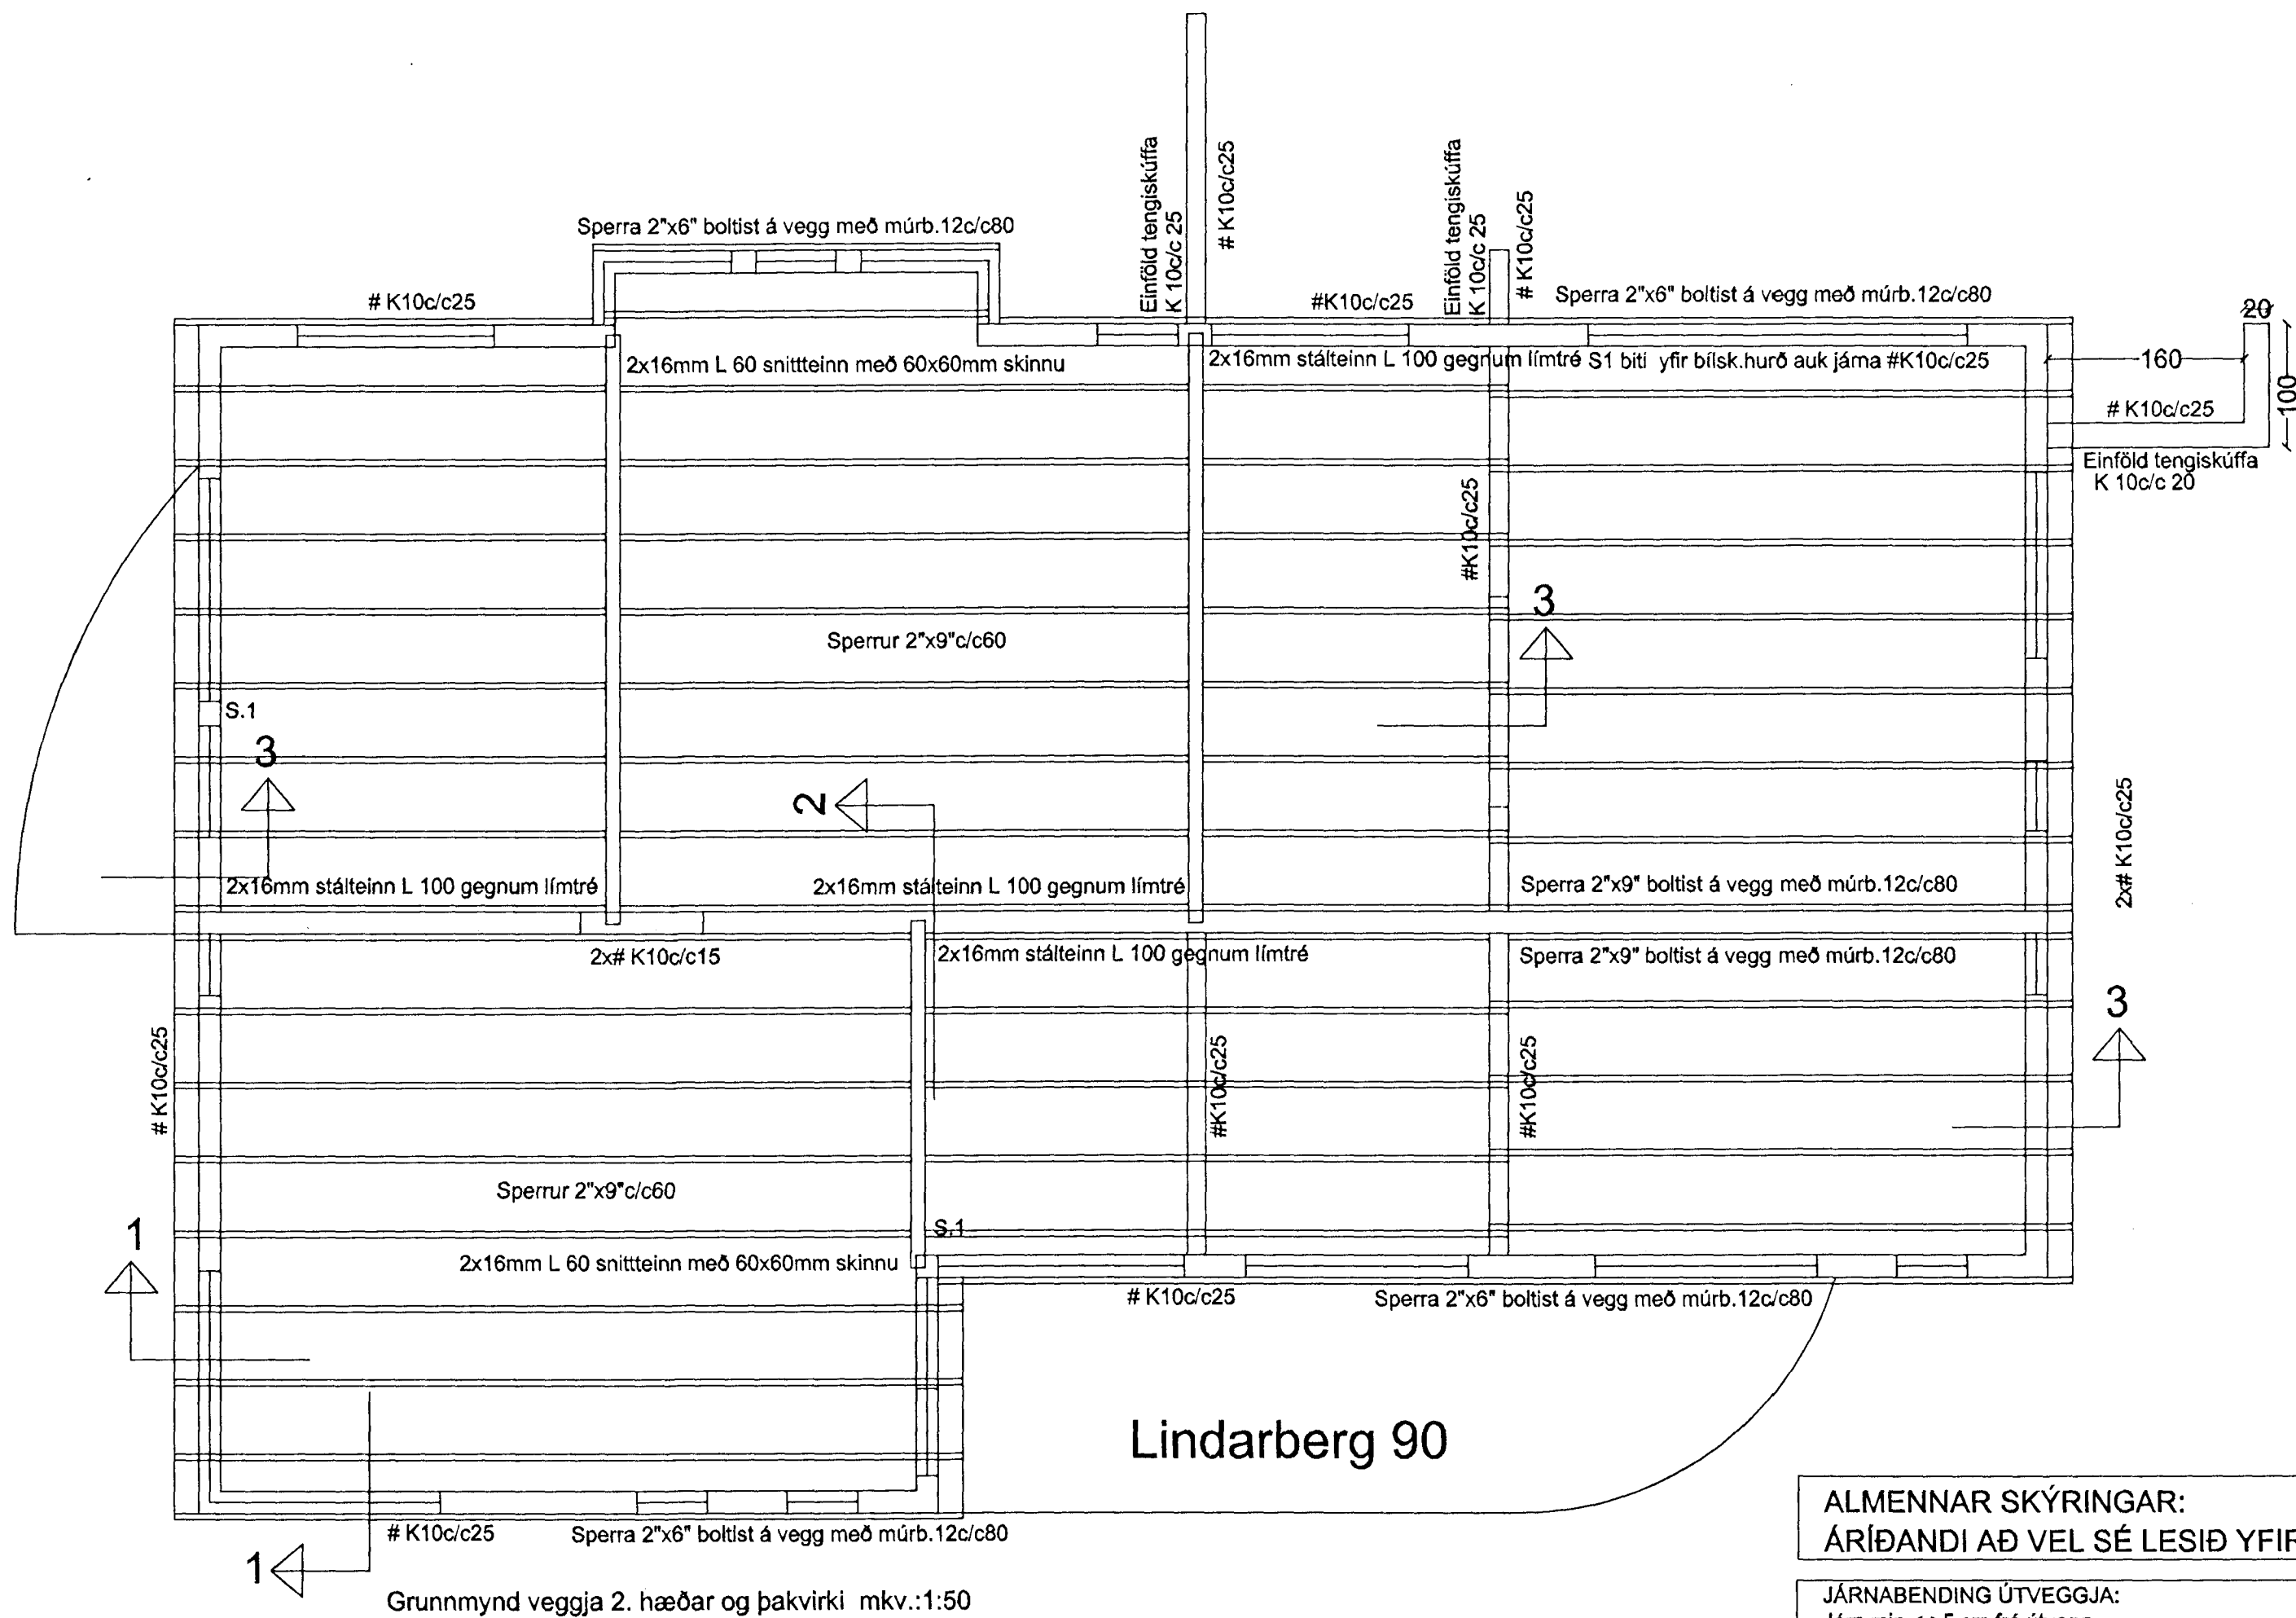 Einföld tengiskúffa
K 10c/c 25
# K10c/c25
Einföld tengiskúffa
K 10c/c 25
# K10c/c25
Sperra 2"x6" boltist á vegg með múrb.12c/c80
# K10c/c25
#K10c/c25
Sperra 2"x6" boltist á vegg með múrb.12c/c80
20
2x16mm L 60 snittteinn með 60x60mm skinnu
2x16mm stálteinn L 100 gegnum límtré
S1 biti yfir bílsk.hurð auk járna #K10c/c25
160
100
# K10c/c25
Einföld tengiskúffa
K 10c/c 20
#K10c/c25
3
Sperrur 2"x9"c/c60
S.1
3
2
2x# K10c/c25
2x16mm stálteinn L 100 gegnum límtré
2x16mm stálteinn L 100 gegnum límtré
Sperra 2"x9" boltist á vegg með múrb.12c/c80
2x# K10c/c15
2x16mm stálteinn L 100 gegnum límtré
Sperra 2"x9" boltist á vegg með múrb.12c/c80
3
# K10c/c25
#K10c/c25
#K10c/c25
Sperrur 2"x9"c/c60
1
S.1
2x16mm L 60 snittteinn með 60x60mm skinnu
# K10c/c25
Sperra 2"x6" boltist á vegg með múrb.12c/c80
Lindarberg 90
# K10c/c25
Sperra 2"x6" boltist á vegg með múrb.12c/c80
1
Grunnmynd veggja 2. hæðar og þakvirki mkv.:1:50
ALMENNAR SKÝRINGAR:
ÁRÍÐANDI AÐ VEL SÉ LESIÐ YFIR
JÁRNABENDING ÚTVEGGJA: